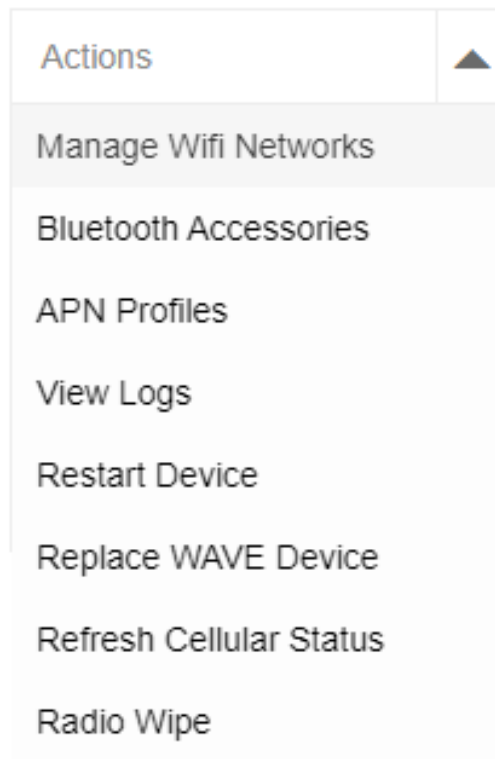 Actions
Manage Wifi Networks
Bluetooth Accessories
APN Profiles
View Logs
Restart Device
Replace WAVE Device
Refresh Cellular Status
Radio Wipe